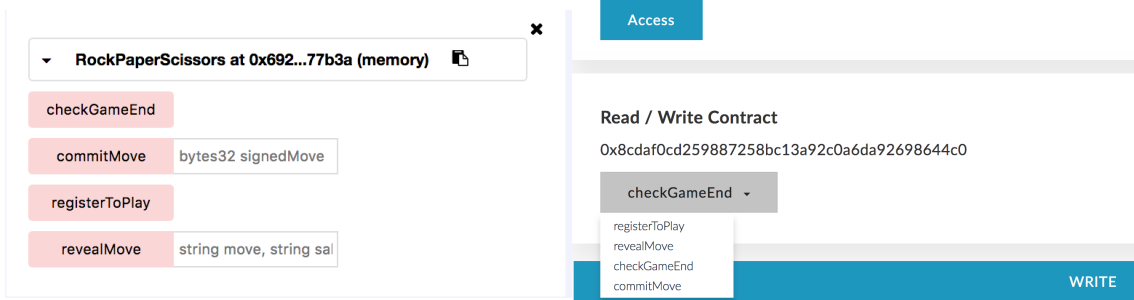 RockPaperScissors at 0x692...77b3a (memory)
checkGameEnd
commitMove bytes32 signedMove
registerToPlay
revealMove string move, string sal
Access
Read / Write Contract
0x8cdaf0cd259887258bc13a92c0a6da92698644c0
checkGameEnd
registerToPlay
revealMove
checkGameEnd
commitMove
WRITE